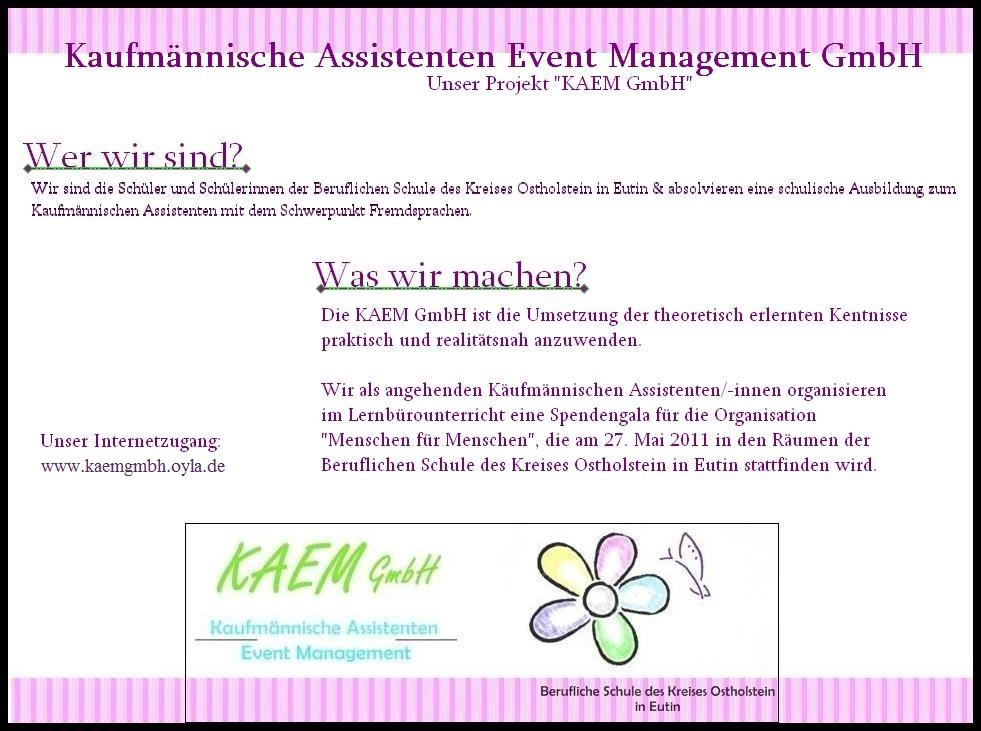 Kaufmännische Assistenten Event Management GmbH
Unser Projekt "KAEM GmbH"
Wer wir sind?
Wir sind die Schüler und Schülerinnen der Beruflichen Schule des Kreises Ostholstein in Eutin & absolvieren eine schulische Ausbildung zum
Kaufmännischen Assistenten mit dem Schwerpunkt Fremdsprachen.
Was wir machen?
Die KAEM GmbH ist die Umsetzung der theoretisch erlernten Kentnisse
praktisch und realitätsnah anzuwenden.
Wir als angehenden Käufmännischen Assistenten/-innen organisieren
im Lernbürounterricht eine Spendengala für die Organisation
"Menschen für Menschen", die am 27. Mai 2011 in den Räumen der
Beruflichen Schule des Kreises Ostholstein in Eutin stattfinden wird.
Unser Internetzugang:
www.kaemgmbh.oyla.de
KAEM GmbH
Kaufmännische Assistenten
Event Management
Berufliche Schule des Kreises Ostholstein
in Eutin